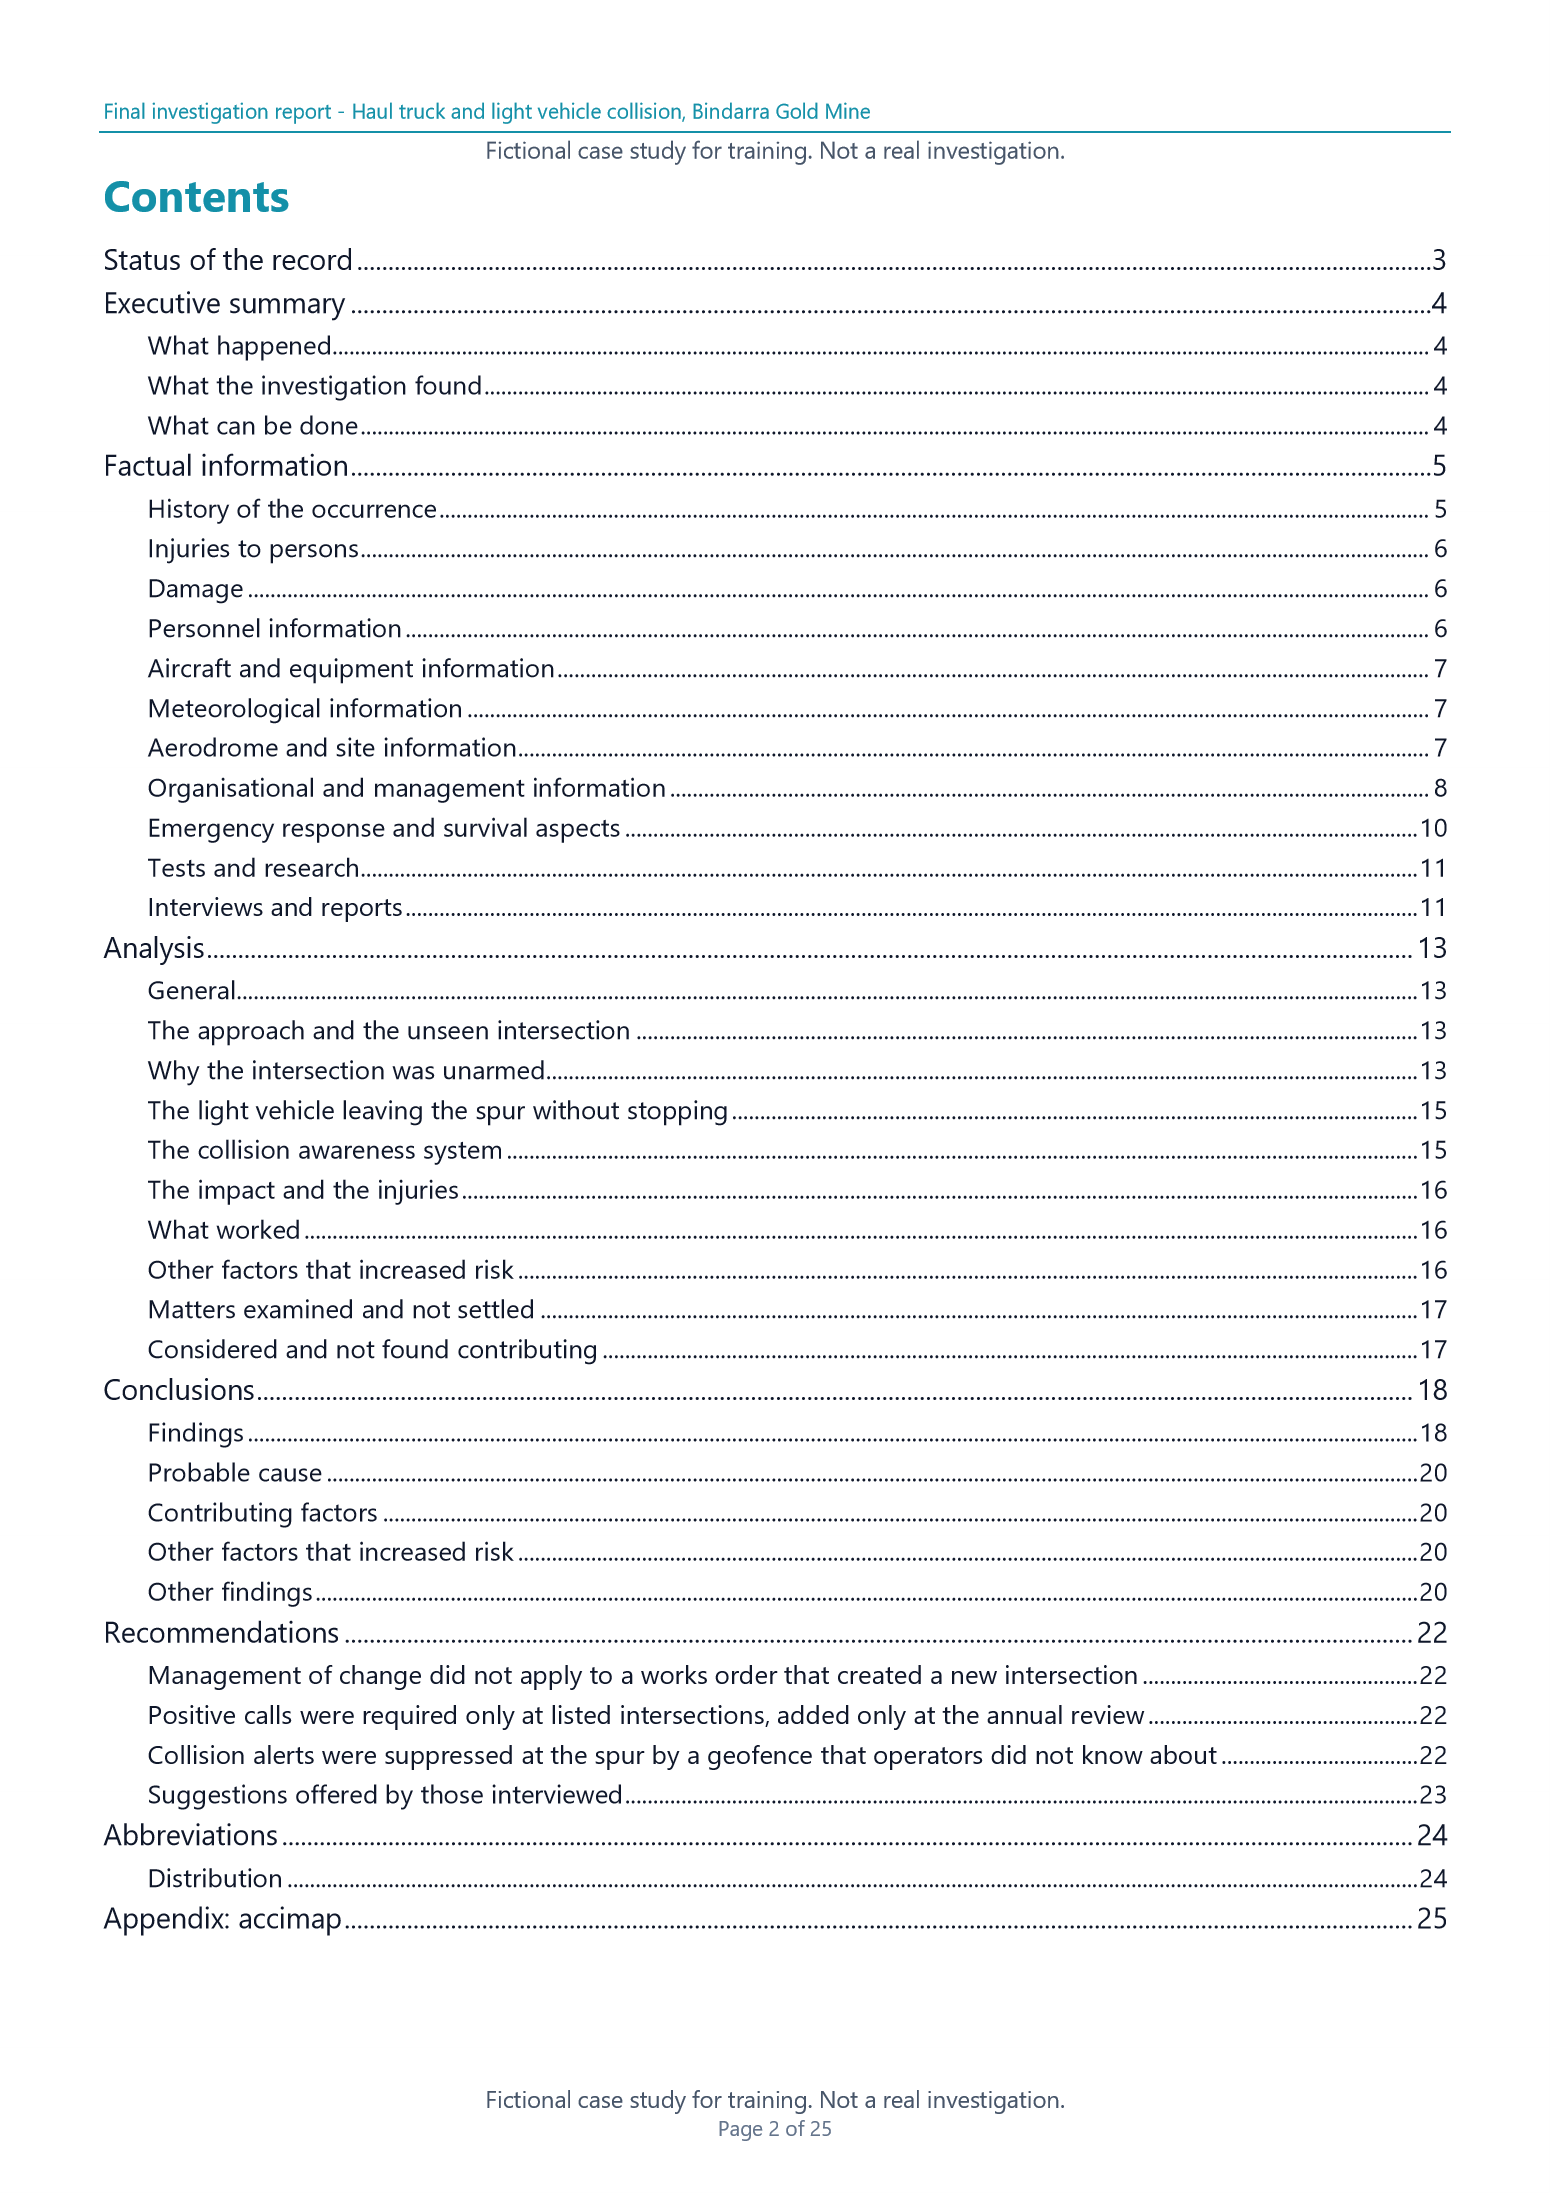 Final investigation report - Haul truck and light vehicle collision, Bindarra Gold Mine
Fictional case study for training. Not a real investigation.
Contents
Status of the record 3
Executive summary 4
What happened 4
What the investigation found 4
What can be done 4
Factual information 5
History of the occurrence 5
Injuries to persons 6
Damage 6
Personnel information 6
Aircraft and equipment information 7
Meteorological information 7
Aerodrome and site information 7
Organisational and management information 8
Emergency response and survival aspects 10
Tests and research 11
Interviews and reports 11
Analysis 13
General 13
The approach and the unseen intersection 13
Why the intersection was unarmed 13
The light vehicle leaving the spur without stopping 15
The collision awareness system 15
The impact and the injuries 16
What worked 16
Other factors that increased risk 16
Matters examined and not settled 17
Considered and not found contributing 17
Conclusions 18
Findings 18
Probable cause 20
Contributing factors 20
Other factors that increased risk 20
Other findings 20
Recommendations 22
Management of change did not apply to a works order that created a new intersection 22
Positive calls were required only at listed intersections, added only at the annual review 22
Collision alerts were suppressed at the spur by a geofence that operators did not know about 22
Suggestions offered by those interviewed 23
Abbreviations 24
Distribution 24
Appendix: accimap 25
Fictional case study for training. Not a real investigation.
Page 2 of 25